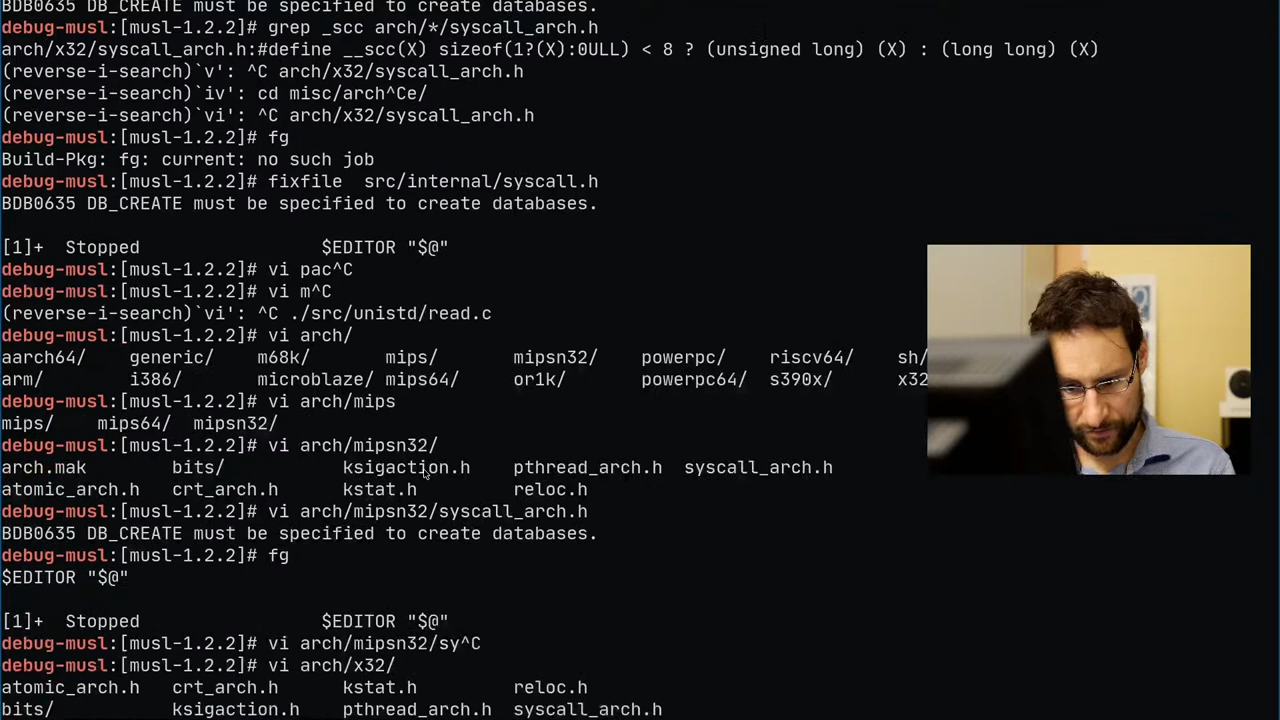 BDB0635 DB_CREATE must be specified to create databases.
debug-musl:[musl-1.2.2]# grep _scc arch/*/syscall_arch.h
arch/x32/syscall_arch.h:#define __scc(X) sizeof(1?(X):0ULL) < 8 ? (unsigned long) (X) : (long long) (X)
(reverse-i-search)`v': ^C arch/x32/syscall_arch.h
(reverse-i-search)`iv': cd misc/arch^Ce/
(reverse-i-search)`vi': ^C arch/x32/syscall_arch.h
debug-musl:[musl-1.2.2]# fg
Build-Pkg: fg: current: no such job
debug-musl:[musl-1.2.2]# fixfile  src/internal/syscall.h
BDB0635 DB_CREATE must be specified to create databases.
[1]+  Stopped                 $EDITOR "$@"
debug-musl:[musl-1.2.2]# vi pac^C
debug-musl:[musl-1.2.2]# vi m^C
(reverse-i-search)`vi': ^C ./src/unistd/read.c
debug-musl:[musl-1.2.2]# vi arch/
aarch64/    generic/    m68k/       mips/       mipsn32/    powerpc/    riscv64/    sh/
arm/        i386/       microblaze/ mips64/     or1k/       powerpc64/  s390x/      x32
debug-musl:[musl-1.2.2]# vi arch/mips
mips/    mips64/  mipsn32/
debug-musl:[musl-1.2.2]# vi arch/mipsn32/
arch.mak        bits/           ksigaction.h    pthread_arch.h  syscall_arch.h
atomic_arch.h   crt_arch.h      kstat.h         reloc.h
debug-musl:[musl-1.2.2]# vi arch/mipsn32/syscall_arch.h
BDB0635 DB_CREATE must be specified to create databases.
debug-musl:[musl-1.2.2]# fg
$EDITOR "$@"
[1]+  Stopped                 $EDITOR "$@"
debug-musl:[musl-1.2.2]# vi arch/mipsn32/sy^C
debug-musl:[musl-1.2.2]# vi arch/x32/
atomic_arch.h   crt_arch.h      kstat.h         reloc.h
bits/           ksigaction.h    pthread_arch.h  syscall_arch.h